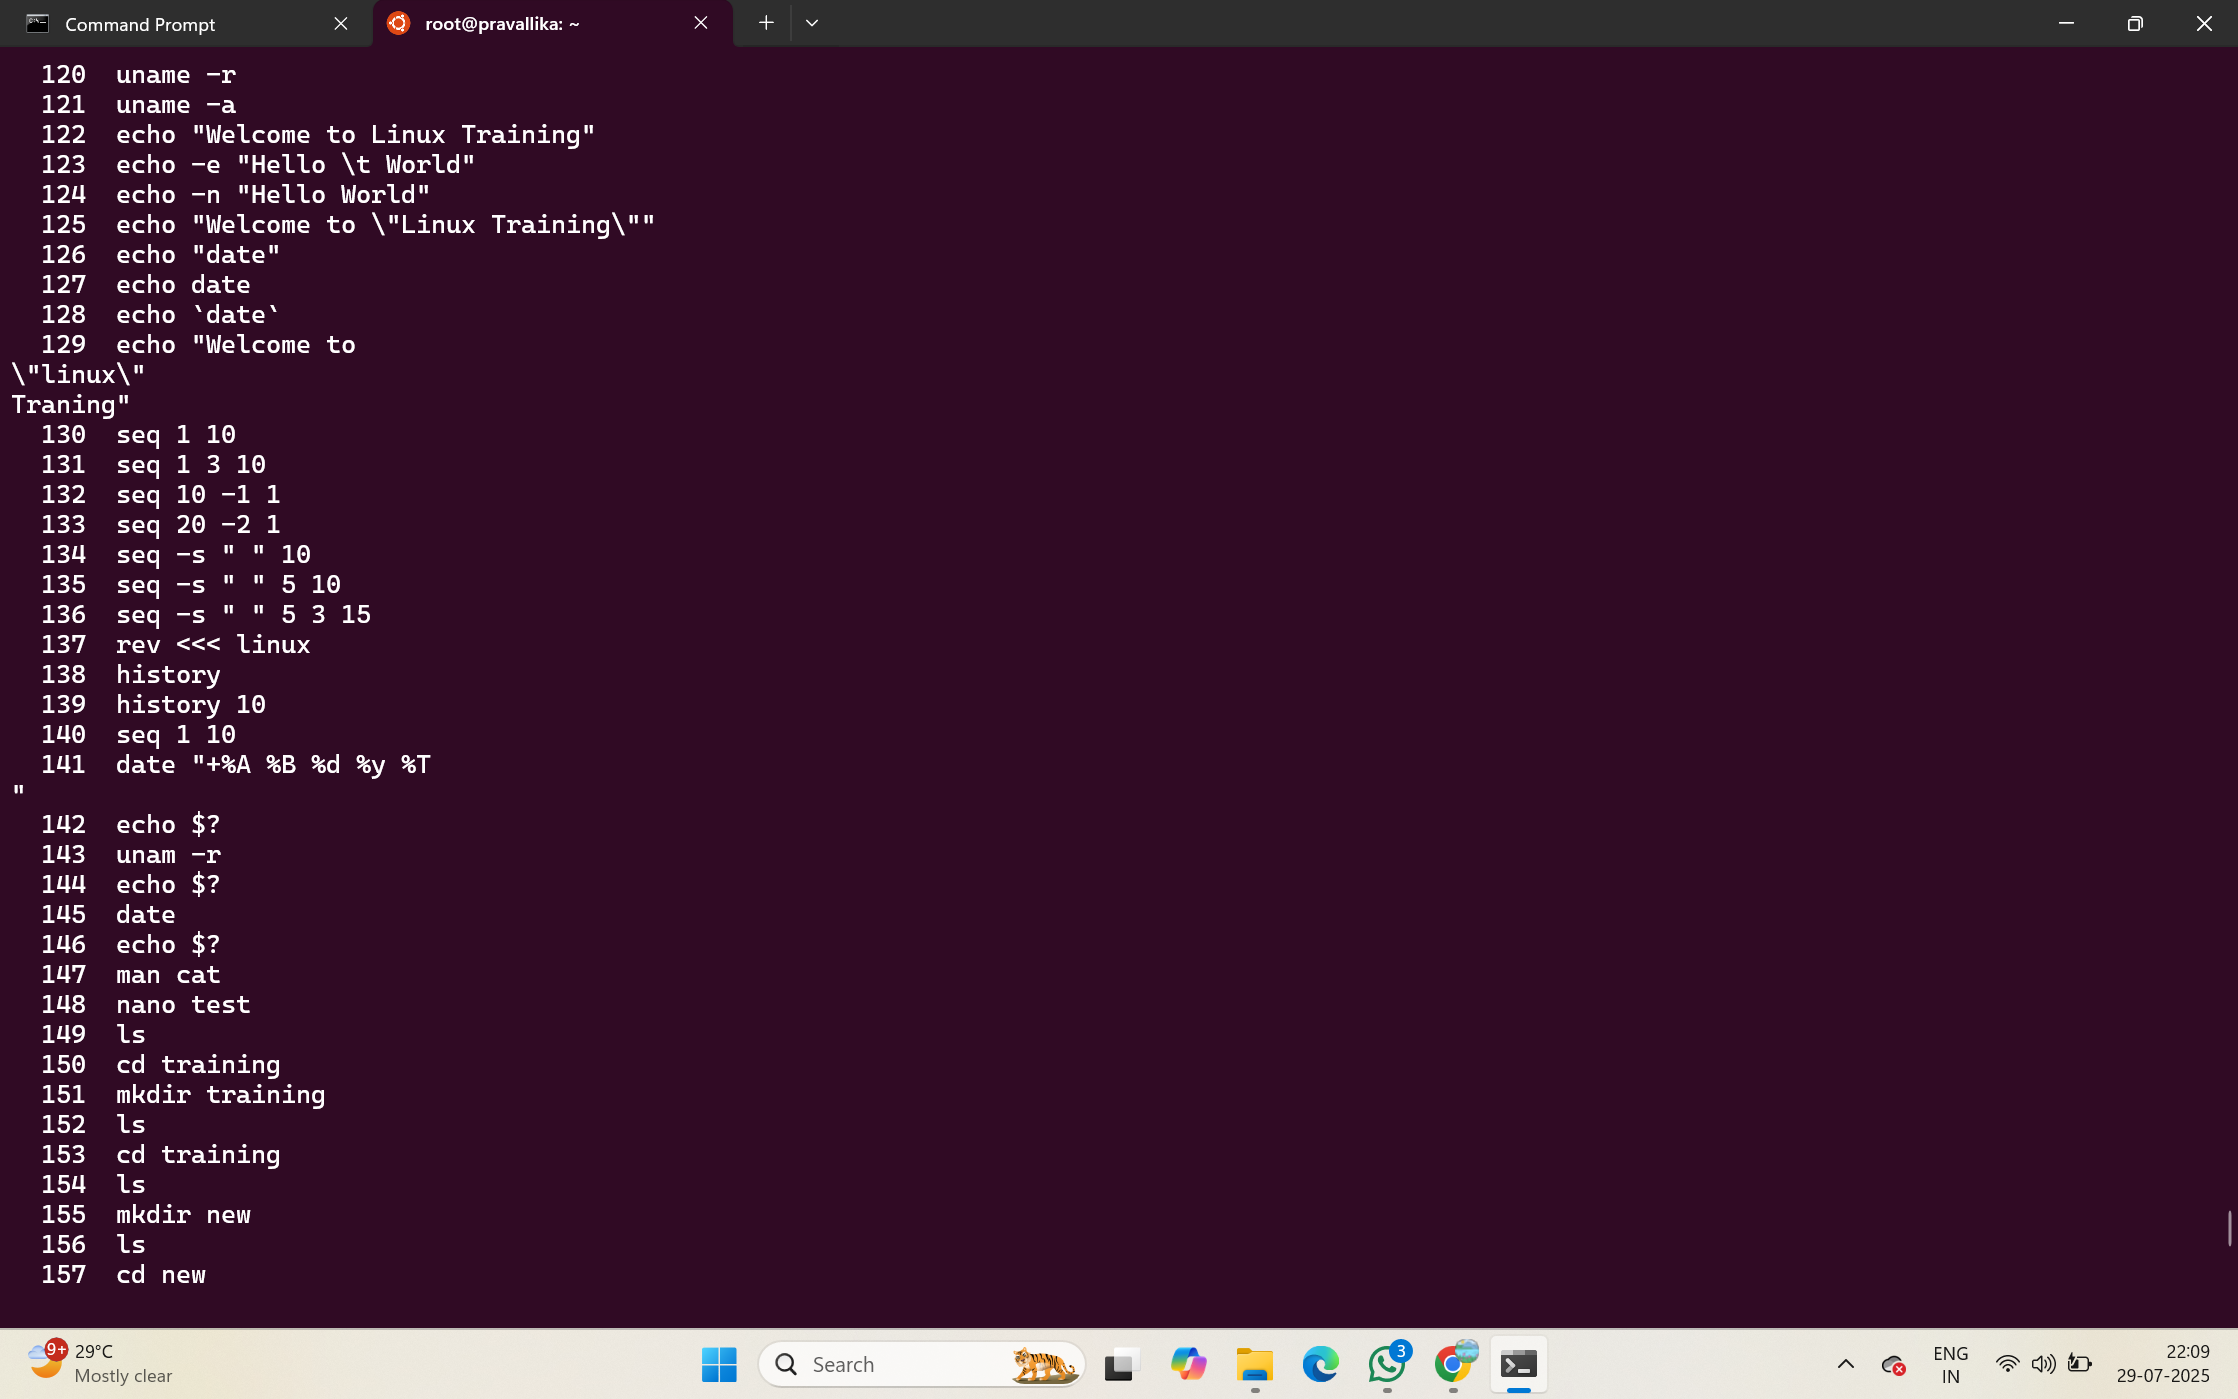 Command Prompt
root@pravallika: ~
120 uname -r
121 uname -a
122 echo "Welcome to Linux Training"
123 echo -e "Hello \t World"
124 echo -n "Hello World"
125 echo "Welcome to \"Linux Training\""
126 echo "date"
127 echo date
128 echo `date`
129 echo "Welcome to
\"linux\"
Traning"
130 seq 1 10
131 seq 1 3 10
132 seq 10 -1 1
133 seq 20 -2 1
134 seq -s " " 10
135 seq -s " " 5 10
136 seq -s " " 5 3 15
137 rev <<< linux
138 history
139 history 10
140 seq 1 10
141 date "+%A %B %d %y %T
"
142 echo $?
143 unam -r
144 echo $?
145 date
146 echo $?
147 man cat
148 nano test
149 ls
150 cd training
151 mkdir training
152 ls
153 cd training
154 ls
155 mkdir new
156 ls
157 cd new
9+
29°C
Mostly clear
Search
3
ENG
IN
22:09
29-07-2025